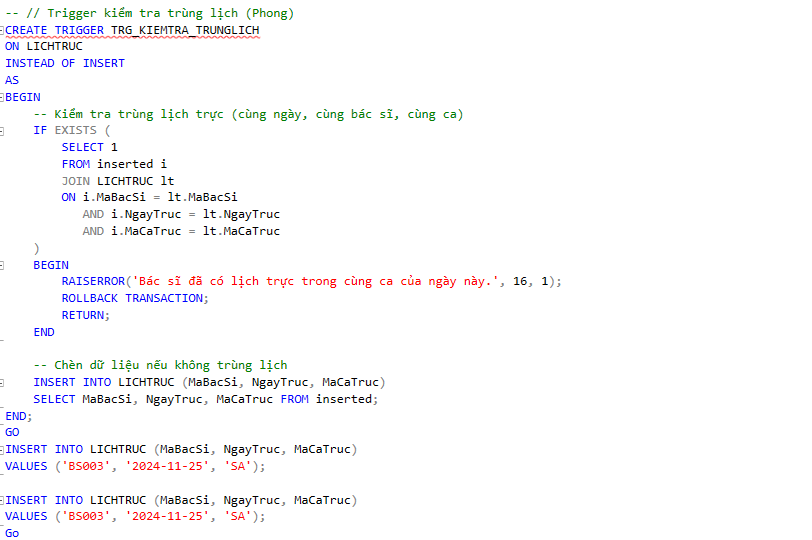 -- // Trigger kiểm tra trùng lịch (Phong)
CREATE TRIGGER TRG_KIEMTRA_TRUNGLICH
ON LICHTRUC
INSTEAD OF INSERT
AS
BEGIN
    -- Kiểm tra trùng lịch trực (cùng ngày, cùng bác sĩ, cùng ca)
    IF EXISTS (
        SELECT 1
        FROM inserted i
        JOIN LICHTRUC lt
        ON i.MaBacSi = lt.MaBacSi
           AND i.NgayTruc = lt.NgayTruc
           AND i.MaCaTruc = lt.MaCaTruc
    )
    BEGIN
        RAISERROR('Bác sĩ đã có lịch trực trong cùng ca của ngày này.', 16, 1);
        ROLLBACK TRANSACTION;
        RETURN;
    END
    -- Chèn dữ liệu nếu không trùng lịch
    INSERT INTO LICHTRUC (MaBacSi, NgayTruc, MaCaTruc)
    SELECT MaBacSi, NgayTruc, MaCaTruc FROM inserted;
END;
GO
INSERT INTO LICHTRUC (MaBacSi, NgayTruc, MaCaTruc)
VALUES ('BS003', '2024-11-25', 'SA');
INSERT INTO LICHTRUC (MaBacSi, NgayTruc, MaCaTruc)
VALUES ('BS003', '2024-11-25', 'SA');
Go